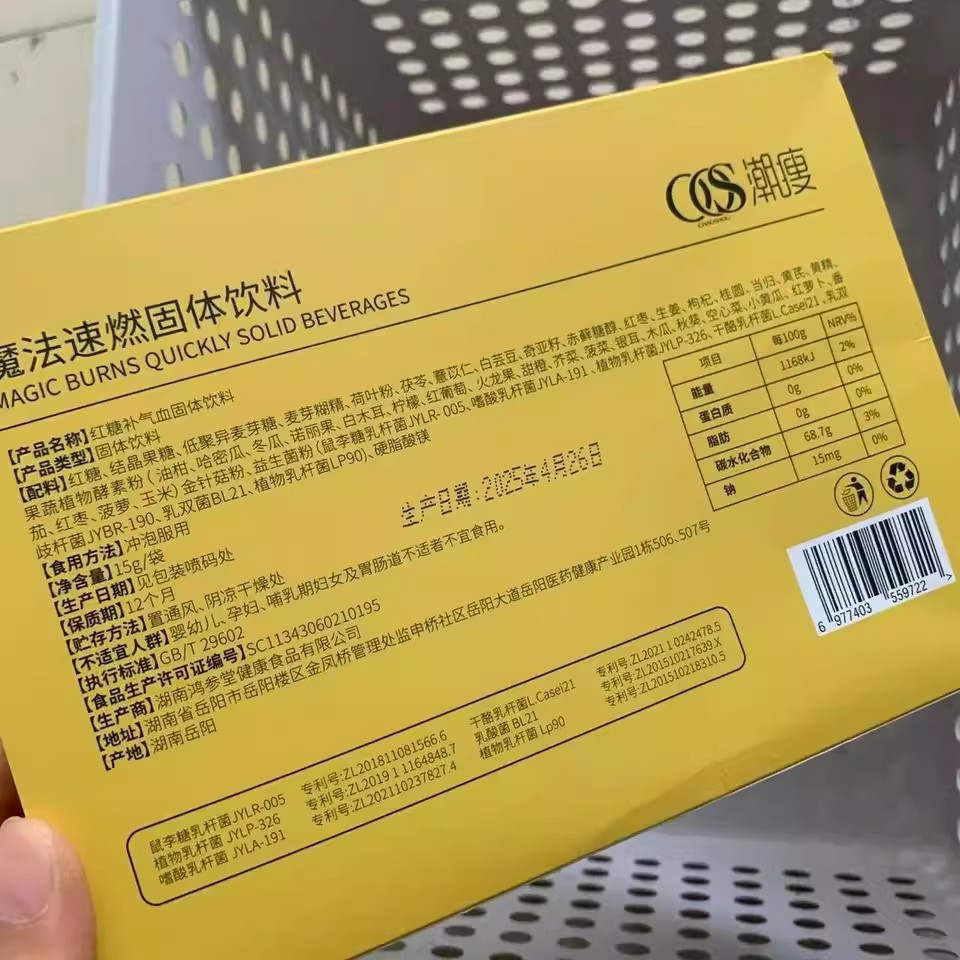 COS潮瘦
CHAOSHOU
魔法速燃固体饮料
MAGIC BURNS QUICKLY SOLID BEVERAGES
【产品名称】红糖补气血固体饮料
【产品类型】固体饮料
【配料】红糖、结晶果糖、低聚异麦芽糖、麦芽糊精、荷叶粉、茯苓、薏苡仁、白芸豆、奇亚籽、赤藓糖醇、红枣、生姜、枸杞、桂圆、当归、黄芪、黄精、
果蔬植物酵素粉（油柑、哈密瓜、冬瓜、诺丽果、白木耳、柠檬、红葡萄、火龙果、甜橙、芥菜、菠菜、银耳、木瓜、秋葵、空心菜、小黄瓜、红萝卜、番
茄、红枣、菠萝、玉米）金针菇粉、益生菌粉（鼠李糖乳杆菌JYLR-005、嗜酸乳杆菌JYLA-191、植物乳杆菌JYLP-326、干酪乳杆菌L.Casei21、乳双
歧杆菌JYBR-190、乳双菌BL21、植物乳杆菌LP90）、硬脂酸镁
【食用方法】冲泡服用
【净含量】15g/袋
【生产日期】见包装喷码处
【保质期】12个月
【贮存方法】置通风、阴凉干燥处
【不适宜人群】婴幼儿、孕妇、哺乳期妇女及胃肠道不适者不宜食用。
【执行标准】GB/T 29602
【食品生产许可证编号】SC11343060210195
【生产商】湖南鸿参堂健康食品有限公司
【地址】湖南省岳阳市岳阳楼区金凤桥管理处监申桥社区岳阳大道岳阳医药健康产业园1栋506、507号
【产地】湖南岳阳
生产日期:2025年4月26日
项目 每100g NRV%
能量 1168kJ 2%
蛋白质 0g 0%
脂肪 0g 0%
碳水化合物 68.7g 3%
钠 15mg 0%
6 977403 559722 >
鼠李糖乳杆菌JYLR-005 专利号:ZL201811081566.6
植物乳杆菌 JYLP-326 专利号:ZL2019 1 1164848.7
嗜酸乳杆菌 JYLA-191 专利号:ZL202110237827.4
干酪乳杆菌L.Casei21 专利号:ZL2021 1 0242478.5
乳酸菌 BL21 专利号:ZL201510217639.X
植物乳杆菌 Lp90 专利号:ZL201510218310.5